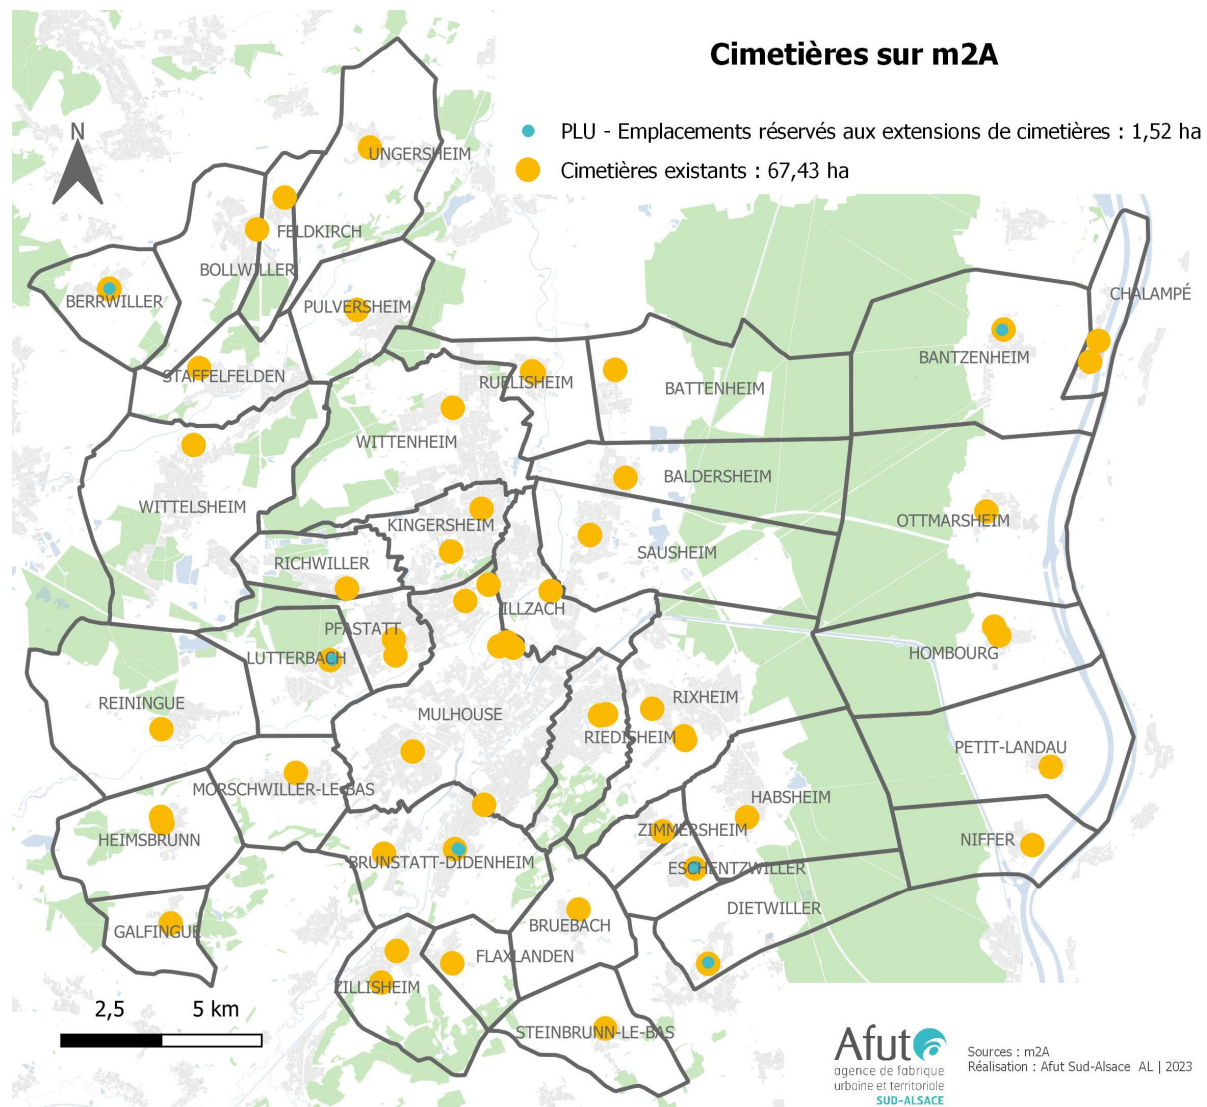 Cimetières sur m2A
PLU - Emplacements réservés aux extensions de cimetières : 1,52 ha
Cimetières existants : 67,43 ha
N
UNGERSHEIM
FELDKIRCH
BOLLWILLER
BERRWILLER
PULVERSHEIM
CHALAMPÉ
BANTZENHEIM
STAFFELFELDEN
RUELISHEIM
BATTENHEIM
WITTENHEIM
BALDERSHEIM
WITTELSHEIM
KINGERSHEIM
OTTMARSHEIM
SAUSHEIM
RICHWILLER
ILLZACH
PFASTATT
LUTTERBACH
HOMBOURG
REININGUE
RIXHEIM
MULHOUSE
RIEDISHEIM
PETIT-LANDAU
MORSCHWILLER-LE-BAS
HABSHEIM
HEIMSBRUNN
ZIMMERSHEIM
NIFFER
BRUNSTATT-DIDENHEIM
ESCHENTZWILLER
DIETWILLER
GALFINGUE
BRUEBACH
FLAXLANDEN
ZILLISHEIM
STEINBRUNN-LE-BAS
2,5 5 km
Afut
agence de fabrique
urbaine et territoriale
SUD-ALSACE
Sources : m2A
Réalisation : Afut Sud-Alsace AL | 2023